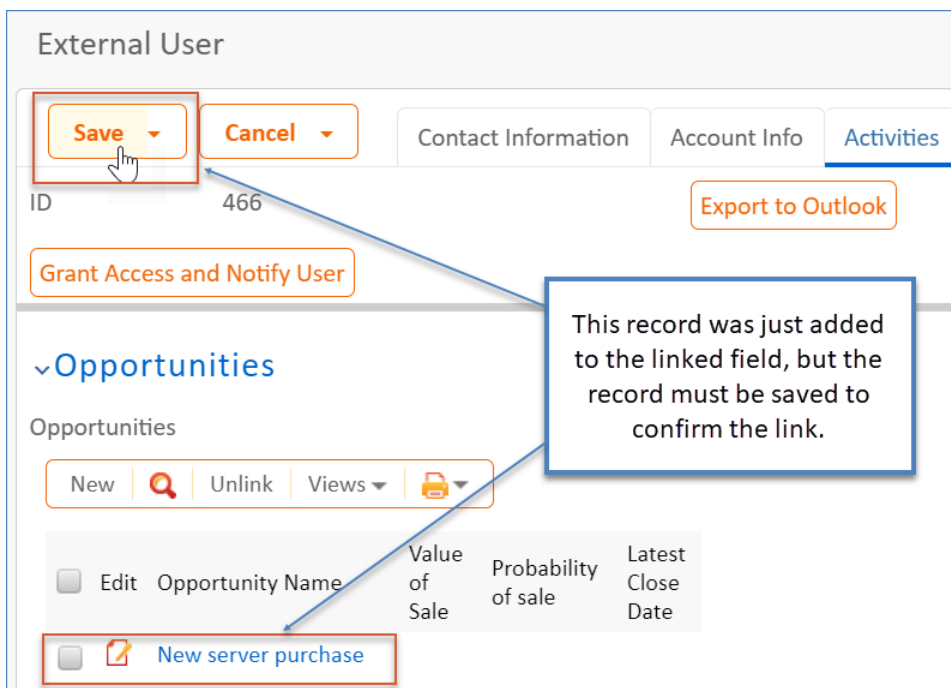 External User
Save Cancel Contact Information Account Info Activities
ID 466 Export to Outlook
Grant Access and Notify User
This record was just added
to the linked field, but the
record must be saved to
confirm the link.
Opportunities
Opportunities
New Unlink Views
Edit Opportunity Name Value of Sale Probability of sale Latest Close Date
New server purchase